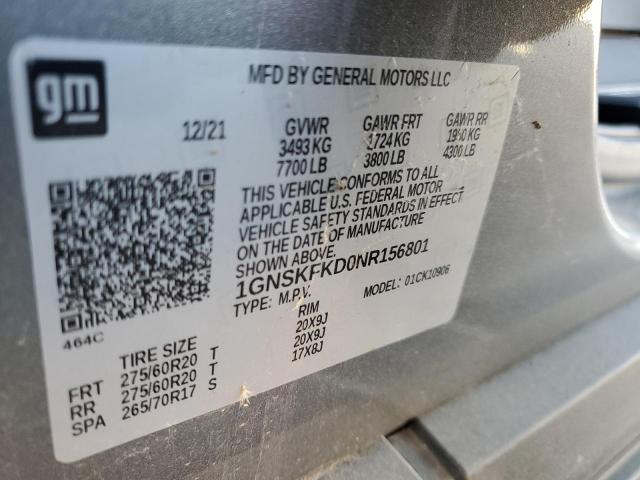 gm
MFD BY GENERAL MOTORS LLC
12/21 GVWR GAWR FRT GAWR RR
3493 KG 1724 KG 1950 KG
7700 LB 3800 LB 4300 LB
THIS VEHICLE CONFORMS TO ALL
APPLICABLE U.S. FEDERAL MOTOR
VEHICLE SAFETY STANDARDS IN EFFECT
ON THE DATE OF MANUFACTURE
SHOWN ABOVE.
1GNSKFKD0NR156801
TYPE: M.P.V. MODEL: 01CK10906
464C
TIRE SIZE RIM
FRT 275/60R20 T 20X9J
RR 275/60R20 T 20X9J
SPA 265/70R17 S 17X8J